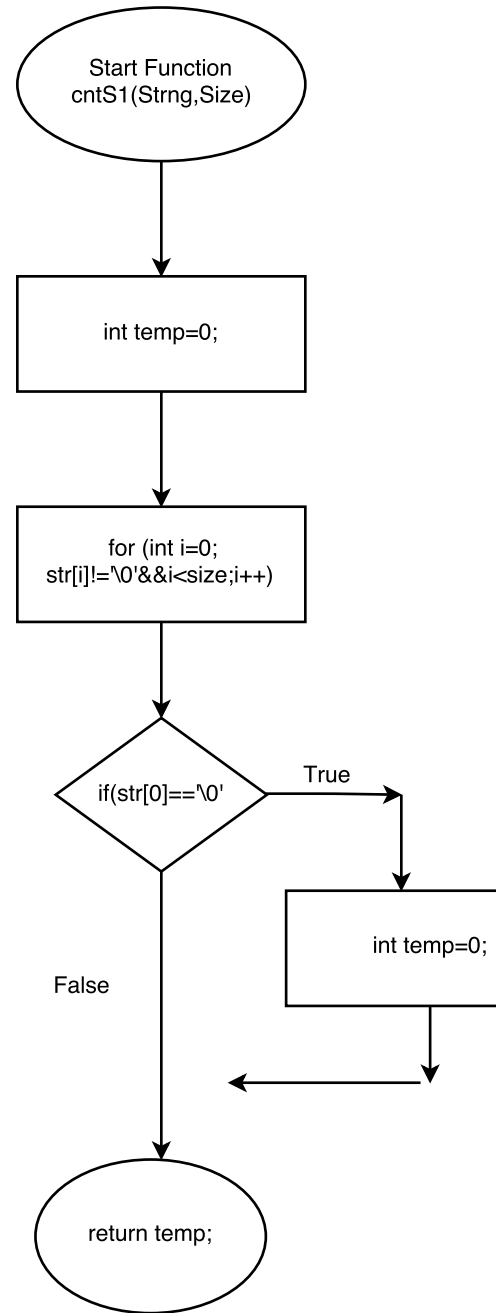 Start Function
cntS1(Strng,Size)
int temp=0;
for (int i=0;
str[i]!='\0'&&i<size;i++)
if(str[0]=='\0'
True
int temp=0;
False
return temp;